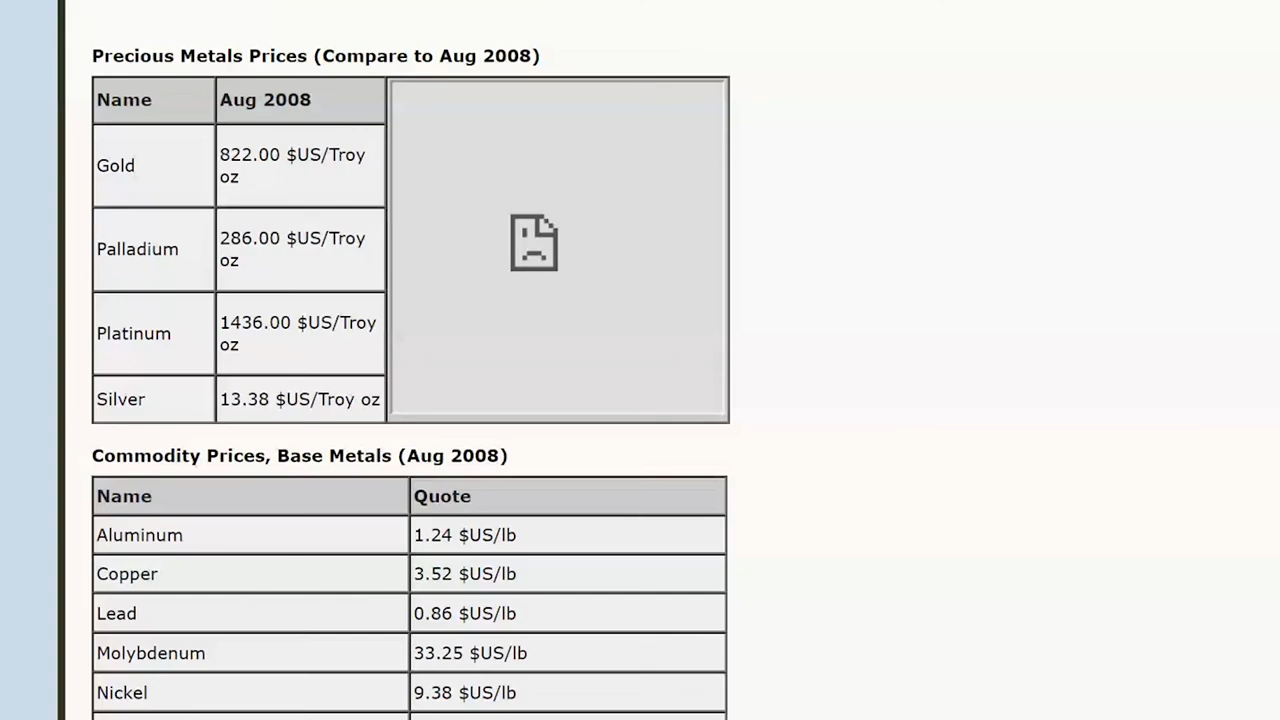 Precious Metals Prices (Compare to Aug 2008)
Name Aug 2008
Gold 822.00 $US/Troy
oz
Palladium 286.00 $US/Troy
oz
Platinum 1436.00 $US/Troy
oz
Silver 13.38 $US/Troy oz
Commodity Prices, Base Metals (Aug 2008)
Name Quote
Aluminum 1.24 $US/lb
Copper 3.52 $US/lb
Lead 0.86 $US/lb
Molybdenum 33.25 $US/lb
Nickel 9.38 $US/lb